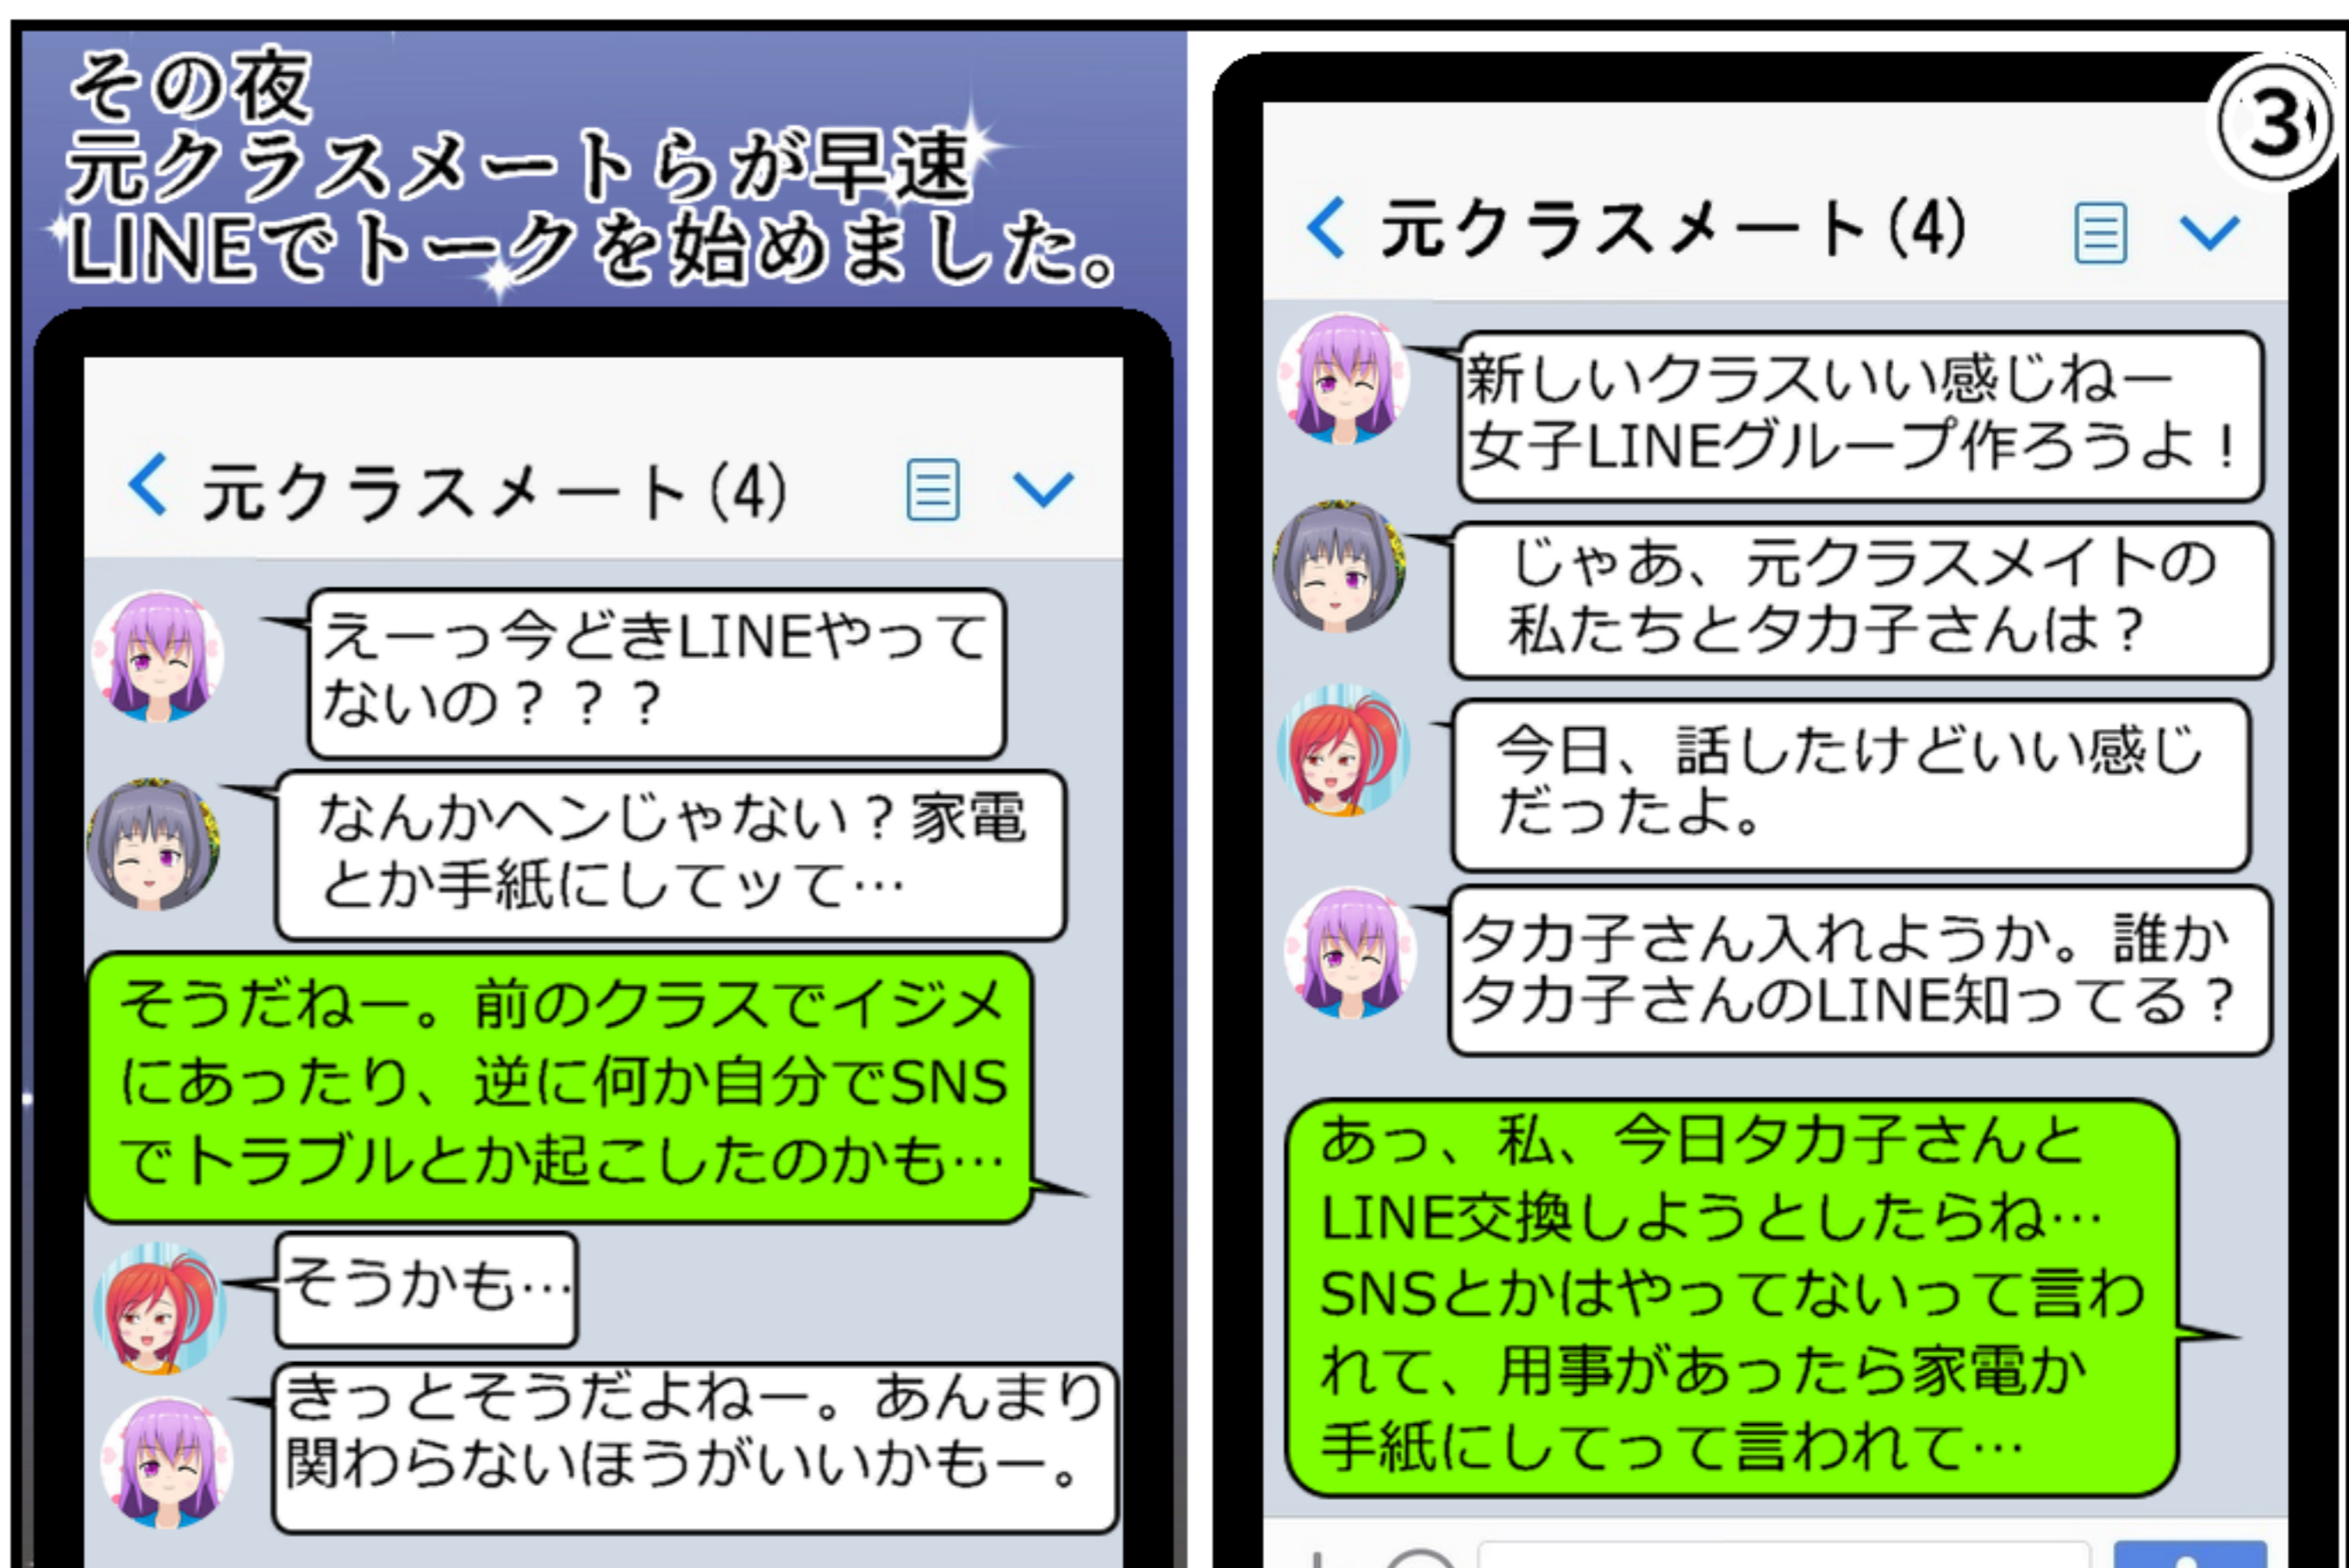 ③
その夜
元クラスメートらが早速
LINEでトークを始めました。
元クラスメート(4)
新しいクラスいい感じねー
女子LINEグループ作ろうよ！
じゃあ、元クラスメイトの
私たちとタカ子さんは？
今日、話したけどいい感じ
だったよ。
タカ子さん入れようか。誰か
タカ子さんのLINE知ってる？
あっ、私、今日タカ子さんと
LINE交換しようとしたらね…
SNSとかはやってないって言わ
れて、用事があったら家電か
手紙にしてって言われて…
元クラスメート(4)
えーっ今どきLINEやって
ないの？？？
なんかヘンじゃない？家電
とか手紙にしてッて…
そうだねー。前のクラスでイジメ
にあったり、逆に何か自分でSNS
でトラブルとか起こしたのかも…
そうかも…
きっとそうだよねー。あんまり
関わらないほうがいいかもー。